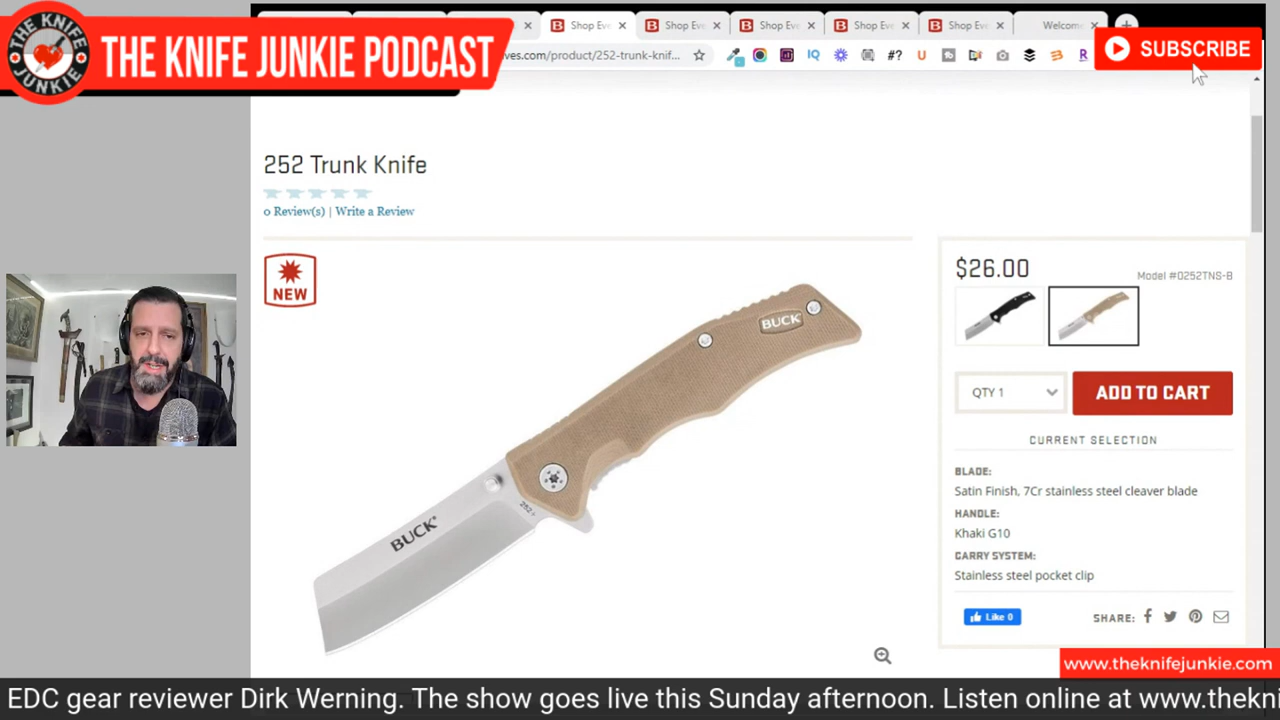 THE KNIFE JUNKIE
THE KNIFE JUNKIE PODCAST
Shop Eve
Shop Eve
Shop Eve
Shop Eve
Shop Eve
Welcome
ves.com/product/252-trunk-knif...
IQ
#?
U
R
SUBSCRIBE
252 Trunk Knife
0 Review(s) | Write a Review
NEW
BUCK
BUCK
252
$26.00
Model #0252TNS-B
QTY 1
ADD TO CART
CURRENT SELECTION
BLADE:
Satin Finish, 7Cr stainless steel cleaver blade
HANDLE:
Khaki G10
CARRY SYSTEM:
Stainless steel pocket clip
Like 0
SHARE:
www.theknifejunkie.com
EDC gear reviewer Dirk Werning. The show goes live this Sunday afternoon. Listen online at www.thekni